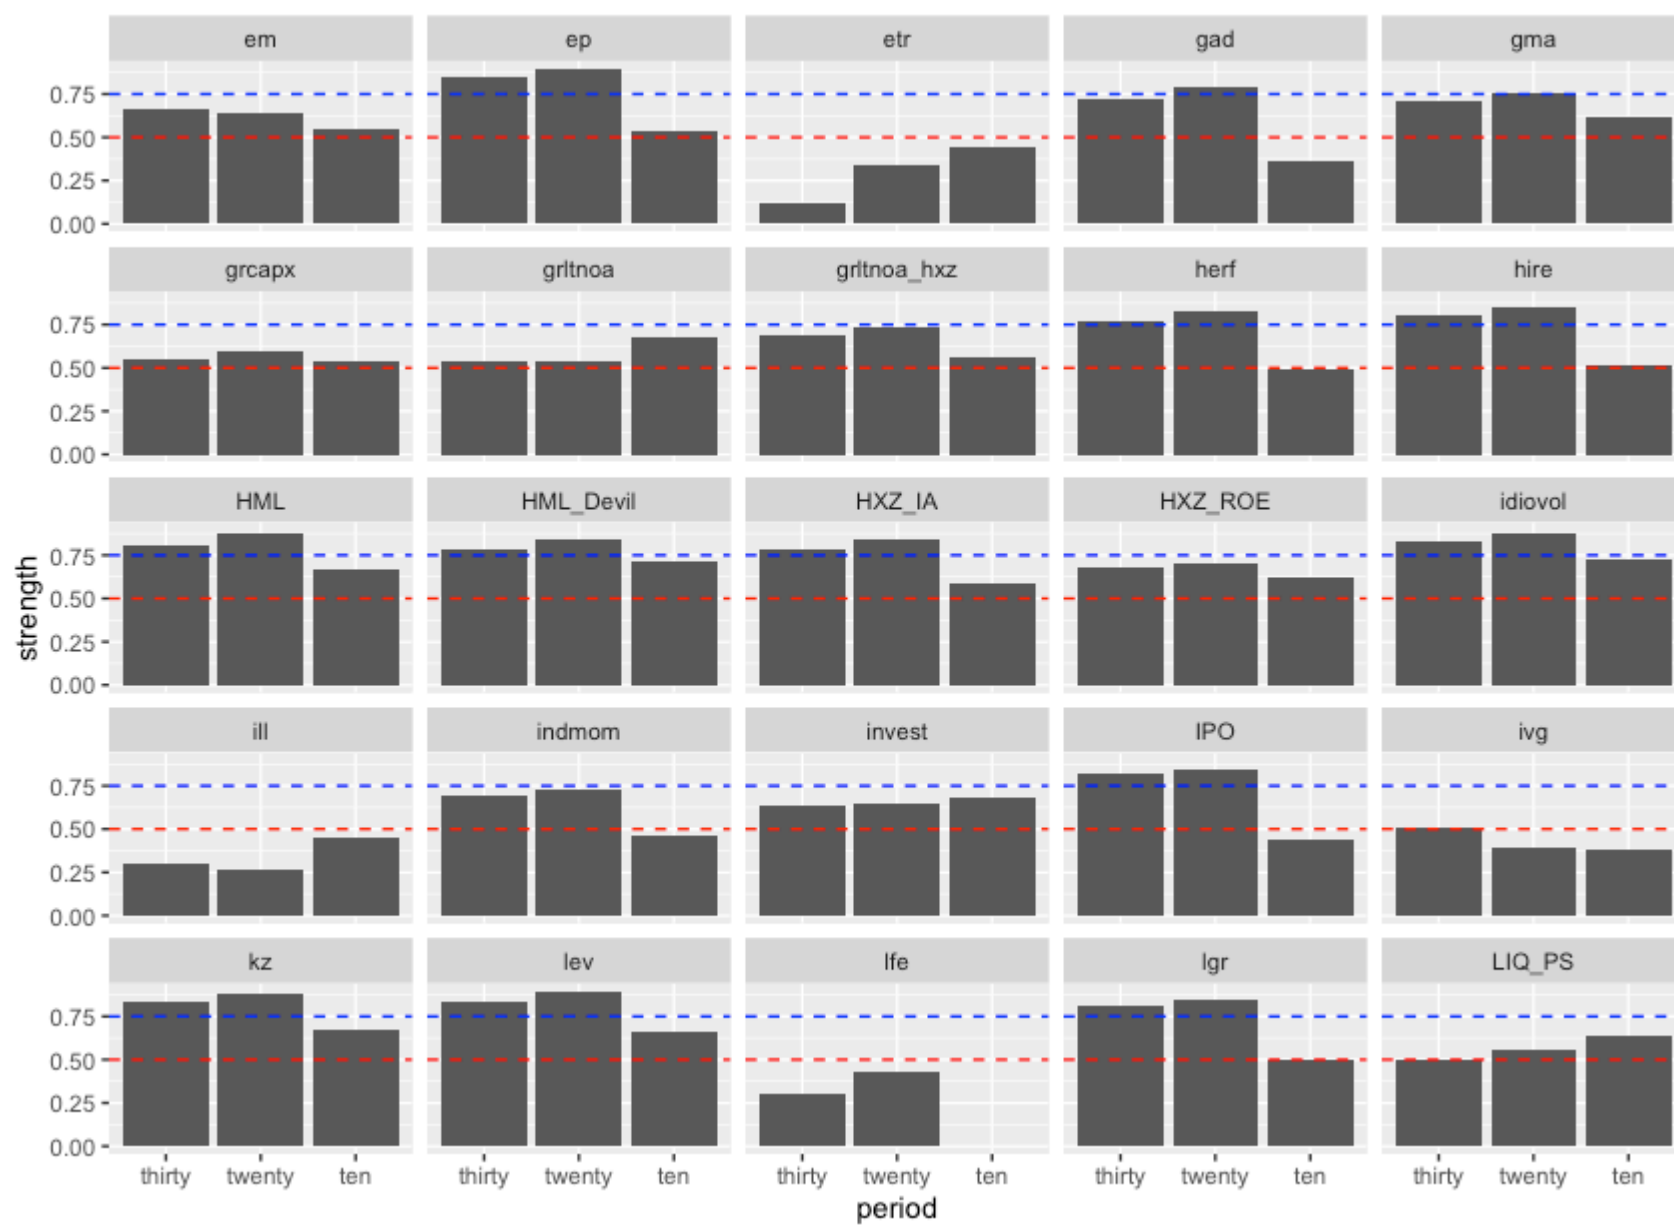 em ep etr gad gma
0.75
0.50
0.25
0.00
grcapx grltnoa grltnoa_hxz herf hire
0.75
0.50
0.25
0.00
HML HML_Devil HXZ_IA HXZ_ROE idiovol
0.75
0.50
0.25
0.00
strength
ill indmom invest IPO ivg
0.75
0.50
0.25
0.00
kz lev lfe lgr LIQ_PS
0.75
0.50
0.25
0.00
thirty twenty ten thirty twenty ten thirty twenty ten thirty twenty ten thirty twenty ten
period